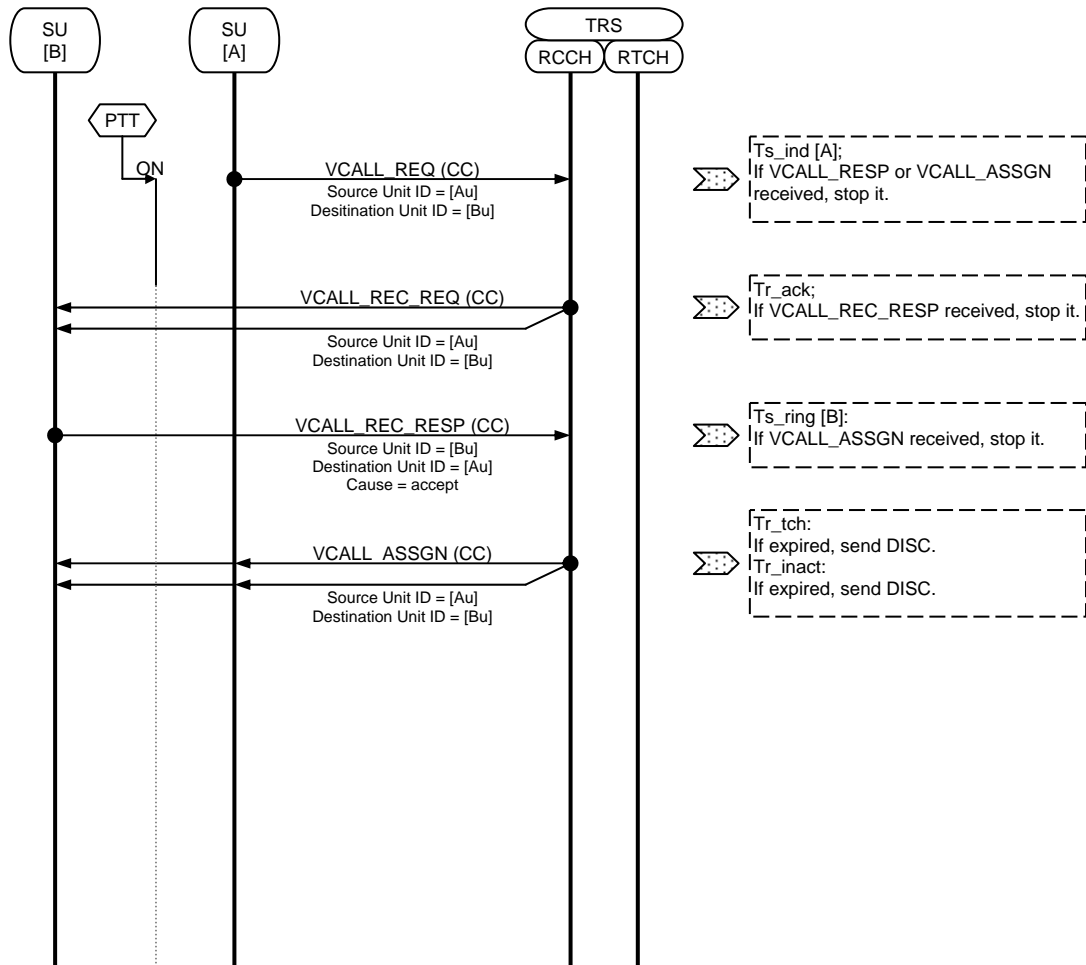 SU
[B]
SU
[A]
TRS
RCCH
RTCH
PTT
ON
VCALL_REQ (CC)
Source Unit ID = [Au]
Desitination Unit ID = [Bu]
Ts_ind [A];
If VCALL_RESP or VCALL_ASSGN
received, stop it.
VCALL_REC_REQ (CC)
Source Unit ID = [Au]
Destination Unit ID = [Bu]
Tr_ack;
If VCALL_REC_RESP received, stop it.
VCALL_REC_RESP (CC)
Source Unit ID = [Bu]
Destination Unit ID = [Au]
Cause = accept
Ts_ring [B]:
If VCALL_ASSGN received, stop it.
VCALL_ASSGN (CC)
Source Unit ID = [Au]
Destination Unit ID = [Bu]
Tr_tch:
If expired, send DISC.
Tr_inact:
If expired, send DISC.